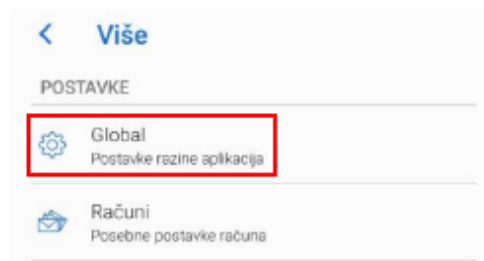 Više
POSTAVKE
Global
Postavke razine aplikacija
Računi
Posebne postavke računa